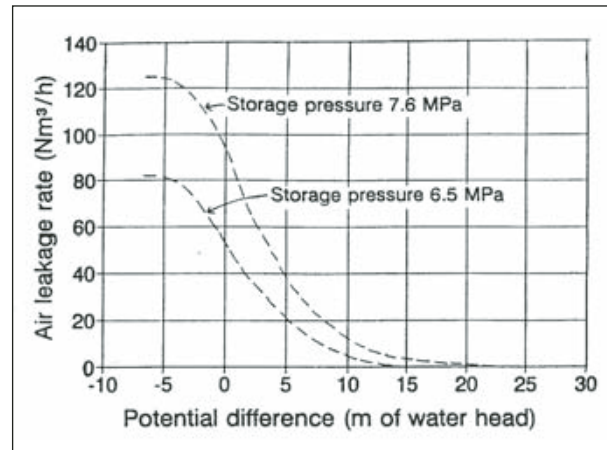 Air leakage rate (Nm³/h)
140
120
100
80
60
40
20
0
Storage pressure 7.6 MPa
Storage pressure 6.5 MPa
-10 -5 0 5 10 15 20 25 30
Potential difference (m of water head)